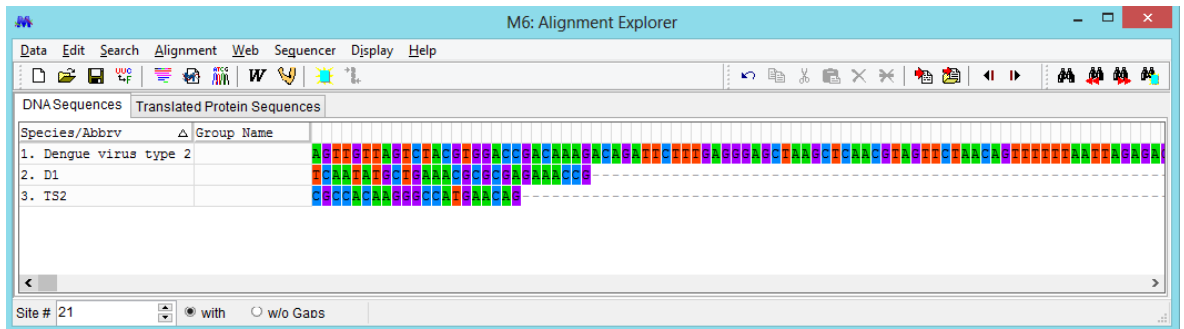 M6: Alignment Explorer
Data Edit Search Alignment Web Sequencer Display Help
W
DNA Sequences Translated Protein Sequences
Species/Abbrv Group Name
1. Dengue virus type 2 AGTTGTTAGTCTACGTGGACCGACAAAGACAGATTCTTTGAGGGAGCTAAGCTCAACGTAGTTCTAACAGTTTTTTAATTAGAGA
2. D1 TCAATATGCTGAAACGCGCGAGAAACCG
3. TS2 CGCCACAAGGGCCATGAACAG
Site # 21 with w/o Gaps